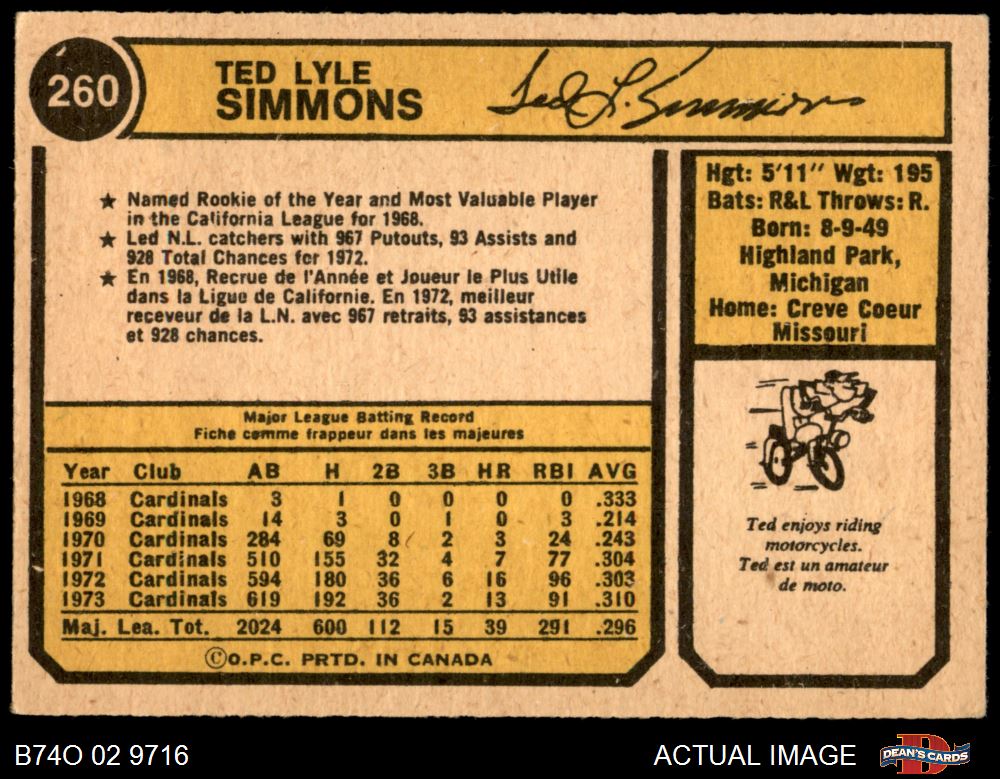 260
TED LYLE
SIMMONS
Ted L. Simmons
★ Named Rookie of the Year and Most Valuable Player
in the California League for 1968.
★ Led N.L. catchers with 967 Putouts, 93 Assists and
928 Total Chances for 1972.
★ En 1968, Recrue de l'Année et Joueur le Plus Utile
dans la Ligue de Californie. En 1972, meilleur
receveur de la L.N. avec 967 retraits, 93 assistances
et 928 chances.
Hgt: 5'11" Wgt: 195
Bats: R&L Throws: R.
Born: 8-9-49
Highland Park,
Michigan
Home: Creve Coeur
Missouri
Major League Batting Record
Fiche comme frappeur dans les majeures
Year Club AB H 2B 3B HR RBI AVG
1968 Cardinals 3 1 0 0 0 0 .333
1969 Cardinals 14 3 0 1 0 3 .214
1970 Cardinals 284 69 8 2 3 24 .243
1971 Cardinals 510 155 32 4 7 77 .304
1972 Cardinals 594 180 36 6 16 96 .303
1973 Cardinals 619 192 36 2 13 91 .310
Maj. Lea. Tot. 2024 600 112 15 39 291 .296
©O.P.C. PRTD. IN CANADA
Ted enjoys riding
motorcycles.
Ted est un amateur
de moto.
B74O 02 9716
ACTUAL IMAGE
DEAN'S CARDS